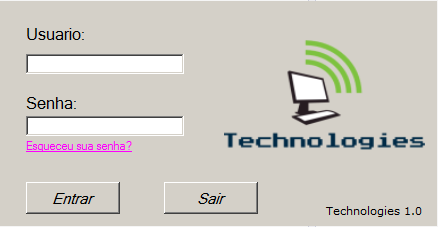 Usuario:
Senha:
Esqueceu sua senha?
Entrar
Sair
Technologies
Technologies 1.0